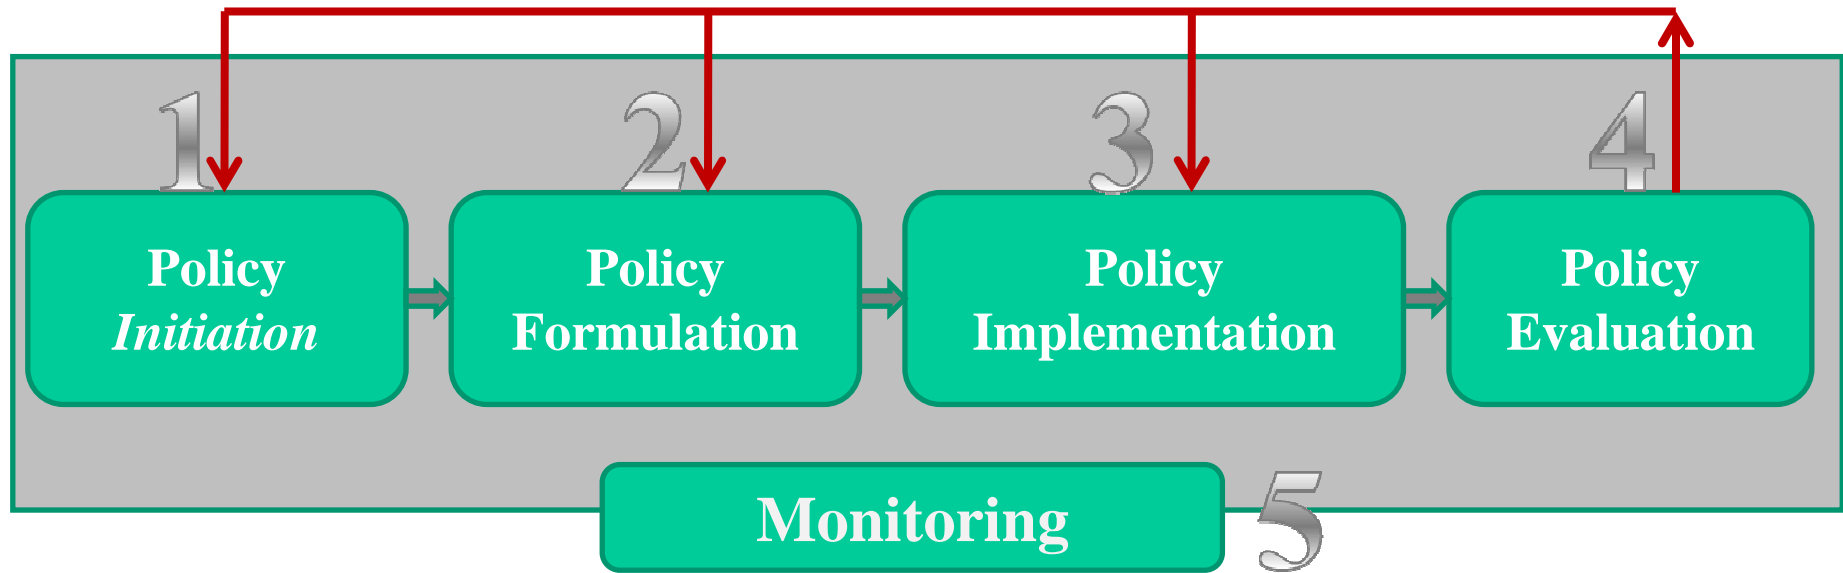 1
2
3
4
Policy
Initiation
Policy
Formulation
Policy
Implementation
Policy
Evaluation
Monitoring
5